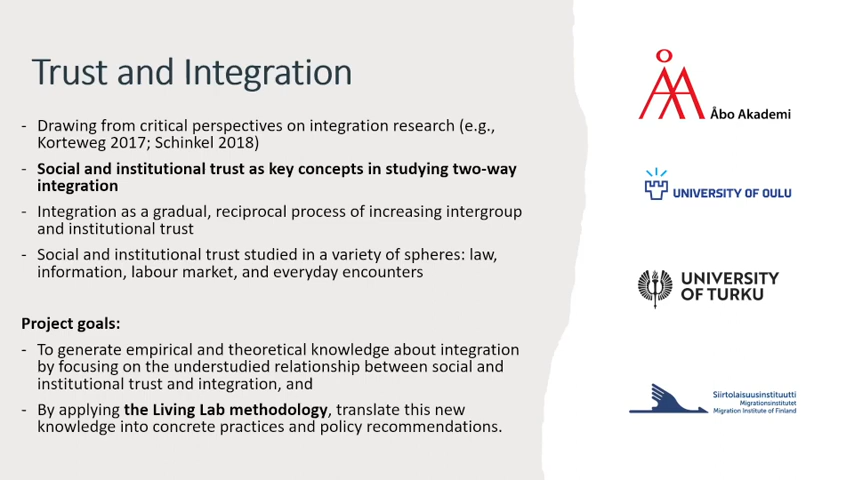 Trust and Integration
- Drawing from critical perspectives on integration research (e.g.,
Korteweg 2017; Schinkel 2018)
- Social and institutional trust as key concepts in studying two-way
integration
- Integration as a gradual, reciprocal process of increasing intergroup
and institutional trust
- Social and institutional trust studied in a variety of spheres: law,
information, labour market, and everyday encounters
Project goals:
- To generate empirical and theoretical knowledge about integration
by focusing on the understudied relationship between social and
institutional trust and integration, and
- By applying the Living Lab methodology, translate this new
knowledge into concrete practices and policy recommendations.
Åbo Akademi
UNIVERSITY OF OULU
UNIVERSITY
OF TURKU
Siirtolaisuusinstituutti
Migrationsinstitutet
Migration Institute of Finland